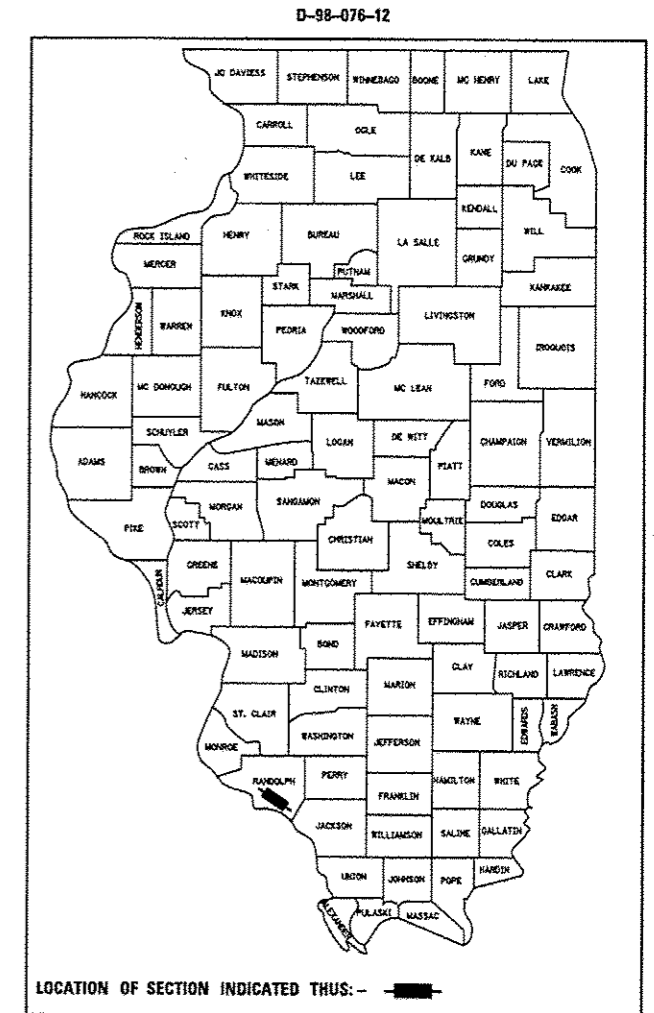 D-98-076-12
JO DAVIESS STEPHENSON WINNEBAGO BOONE MC HENRY LAKE
CARROLL OGLE DE KALB KANE DU PAGE COOK
WHITESIDE LEE
KENDALL
ROCK ISLAND HENRY BUREAU LA SALLE WILL
MERCER PUTNAM GRUNDY
STARK MARSHALL KANKAKEE
HENDERSON WARREN KNOX PEORIA WOODFORD LIVINGSTON IROQUOIS
HANCOCK MC DONOUGH FULTON TAZEWELL MC LEAN FORD
MASON
SCHUYLER LOGAN DE WITT CHAMPAIGN VERMILION
ADAMS BROWN CASS MENARD MACON PIATT
PIKE SCOTT MORGAN SANGAMON MOULTRIE DOUGLAS EDGAR
CHRISTIAN COLES
CALHOUN GREENE MACOUPIN MONTGOMERY SHELBY CUMBERLAND CLARK
JERSEY FAYETTE EFFINGHAM JASPER CRAWFORD
MADISON BOND
CLAY RICHLAND LAWRENCE
CLINTON MARION
ST. CLAIR WAYNE EDWARDS WABASH
MONROE WASHINGTON JEFFERSON
RANDOLPH PERRY HAMILTON WHITE
FRANKLIN
JACKSON WILLIAMSON SALINE GALLATIN
UNION JOHNSON POPE HARDIN
ALEXANDER PULASKI MASSAC
LOCATION OF SECTION INDICATED THUS: -